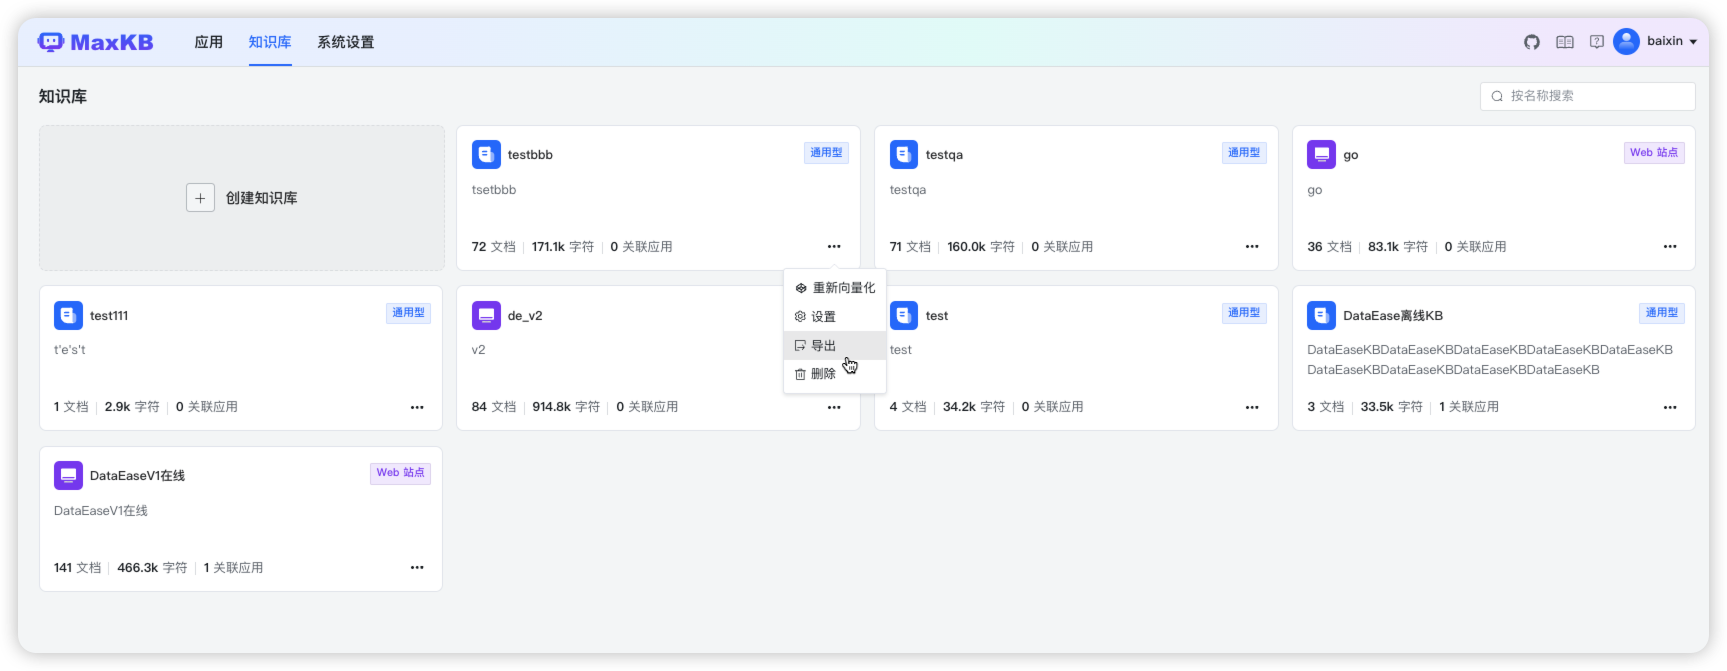 MaxKB
应用 知识库 系统设置
baixin
知识库
按名称搜索
创建知识库
testbbb
通用型
tsetbbb
72 文档 171.1k 字符 0 关联应用
testqa
通用型
testqa
71 文档 160.0k 字符 0 关联应用
go
Web 站点
go
36 文档 83.1k 字符 0 关联应用
重新向量化
设置
导出
删除
test111
通用型
t'e's't
1 文档 2.9k 字符 0 关联应用
de_v2
v2
84 文档 914.8k 字符 0 关联应用
test
通用型
test
4 文档 34.2k 字符 0 关联应用
DataEase离线KB
通用型
DataEaseKBDataEaseKBDataEaseKBDataEaseKBDataEaseKB
DataEaseKBDataEaseKBDataEaseKBDataEaseKB
3 文档 33.5k 字符 1 关联应用
DataEaseV1在线
Web 站点
DataEaseV1在线
141 文档 466.3k 字符 1 关联应用